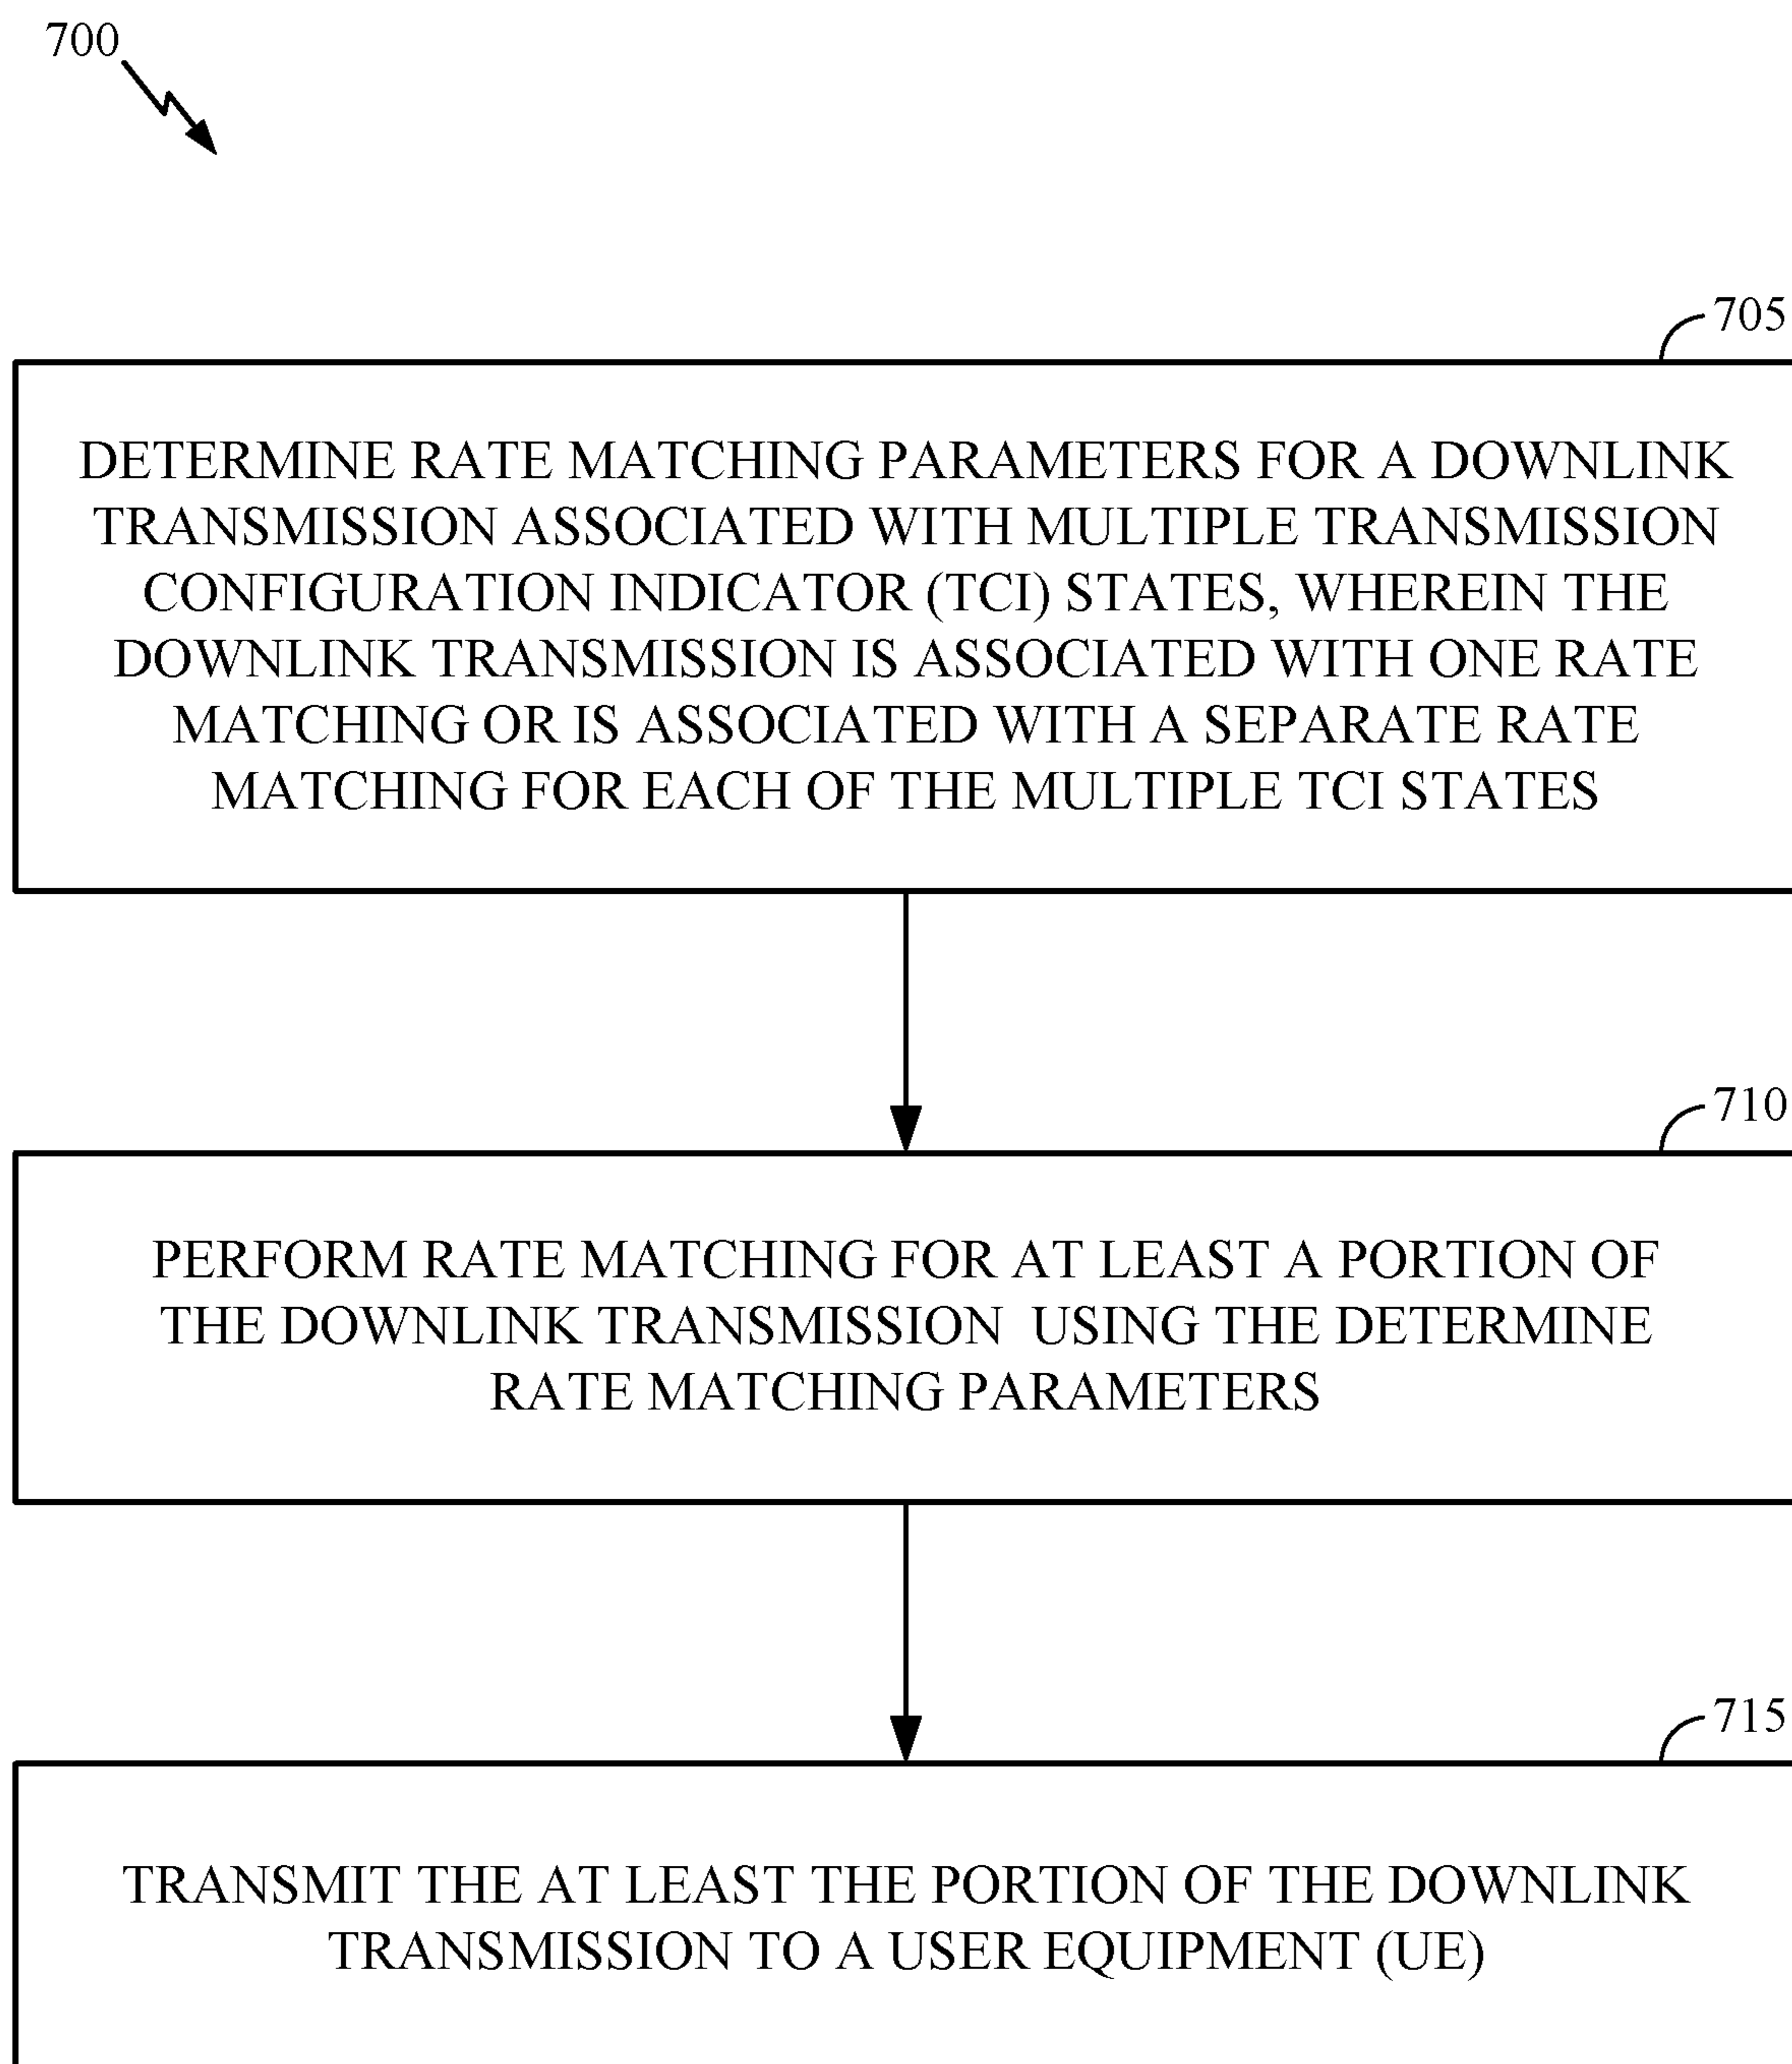 700
705
DETERMINE RATE MATCHING PARAMETERS FOR A DOWNLINK
TRANSMISSION ASSOCIATED WITH MULTIPLE TRANSMISSION
CONFIGURATION INDICATOR (TCI) STATES, WHEREIN THE
DOWNLINK TRANSMISSION IS ASSOCIATED WITH ONE RATE
MATCHING OR IS ASSOCIATED WITH A SEPARATE RATE
MATCHING FOR EACH OF THE MULTIPLE TCI STATES
710
PERFORM RATE MATCHING FOR AT LEAST A PORTION OF
THE DOWNLINK TRANSMISSION USING THE DETERMINE
RATE MATCHING PARAMETERS
715
TRANSMIT THE AT LEAST THE PORTION OF THE DOWNLINK
TRANSMISSION TO A USER EQUIPMENT (UE)